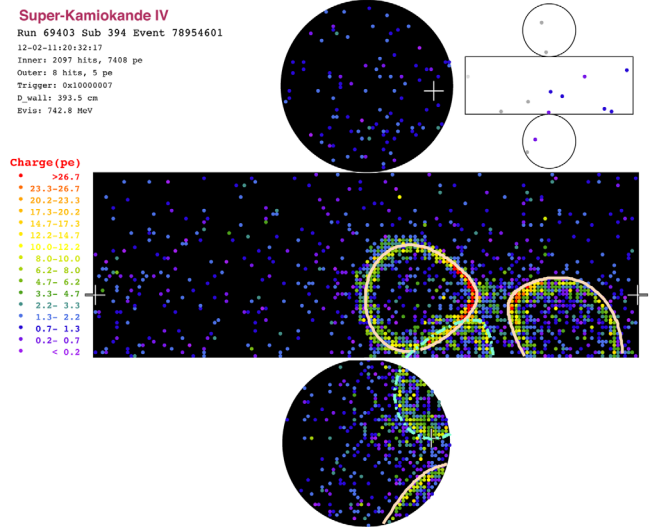 Super-Kamiokande IV
Run 69403 Sub 394 Event 78954601
12-02-11:20:32:17
Inner: 2097 hits, 7408 pe
Outer: 8 hits, 5 pe
Trigger: 0x10000007
D_wall: 393.5 cm
Evis: 742.8 MeV
Charge(pe)
>26.7
23.3-26.7
20.2-23.3
17.3-20.2
14.7-17.3
12.2-14.7
10.0-12.2
8.0-10.0
6.2- 8.0
4.7- 6.2
3.3- 4.7
2.2- 3.3
1.3- 2.2
0.7- 1.3
0.2- 0.7
< 0.2